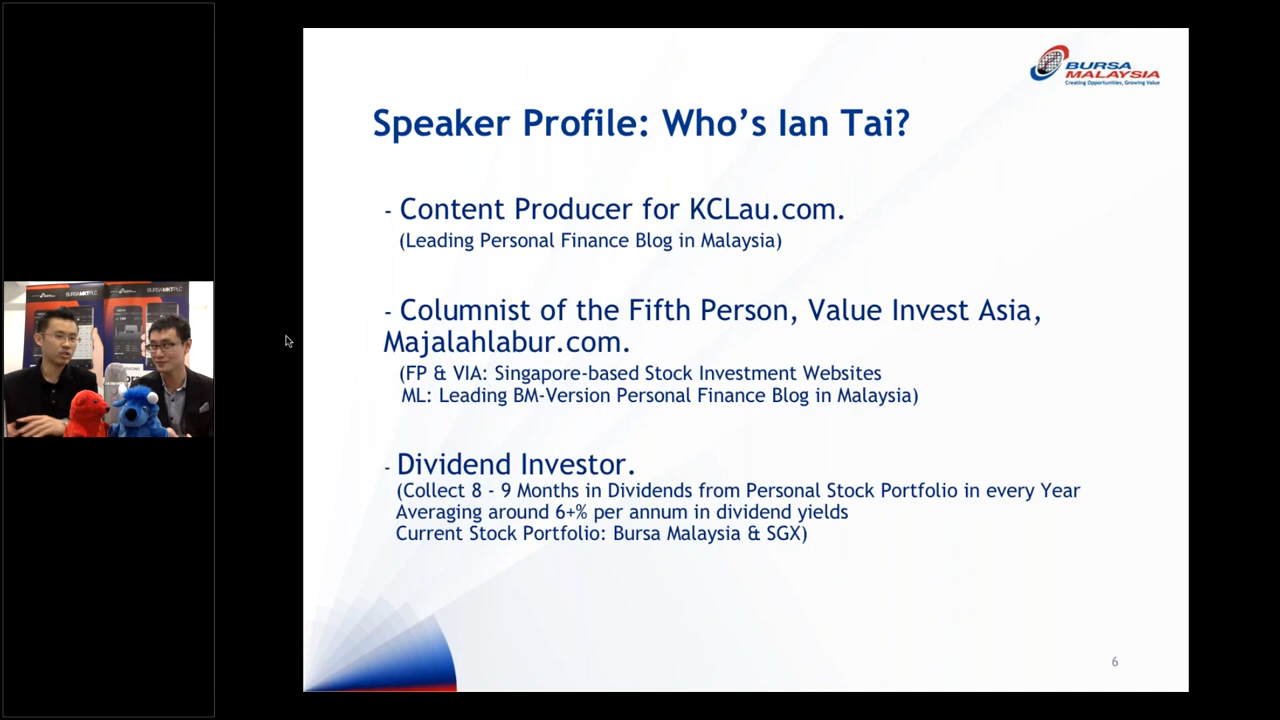 BURSA
MALAYSIA
Creating Opportunities, Growing Value
Speaker Profile: Who's Ian Tai?
- Content Producer for KCLau.com.
(Leading Personal Finance Blog in Malaysia)
- Columnist of the Fifth Person, Value Invest Asia,
Majalahlabur.com.
(FP & VIA: Singapore-based Stock Investment Websites
ML: Leading BM-Version Personal Finance Blog in Malaysia)
- Dividend Investor.
(Collect 8 - 9 Months in Dividends from Personal Stock Portfolio in every Year
Averaging around 6+% per annum in dividend yields
Current Stock Portfolio: Bursa Malaysia & SGX)
6
BURSAMKTPLC
BURSAMKTPLC